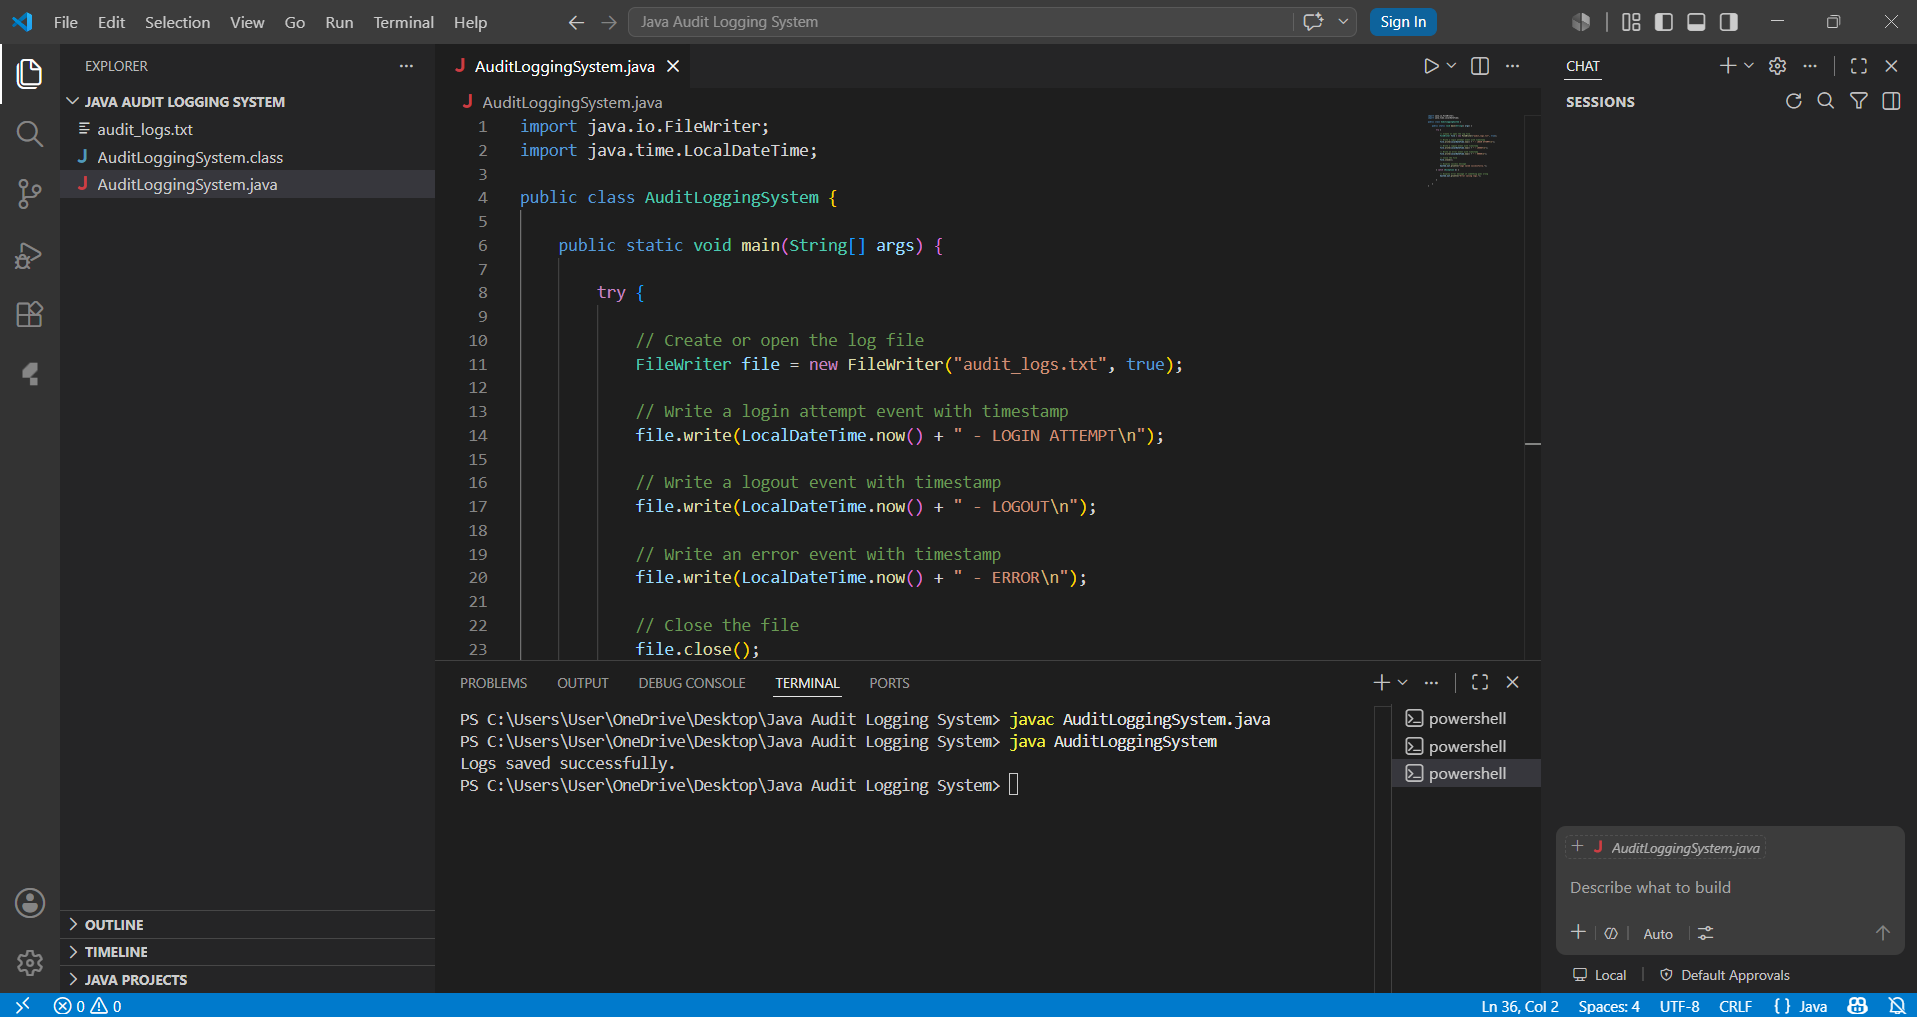 File Edit Selection View Go Run Terminal Help
Java Audit Logging System
Sign In
EXPLORER
JAVA AUDIT LOGGING SYSTEM
audit_logs.txt
J AuditLoggingSystem.class
J AuditLoggingSystem.java
OUTLINE
TIMELINE
JAVA PROJECTS
J AuditLoggingSystem.java
J AuditLoggingSystem.java
1 import java.io.FileWriter;
2 import java.time.LocalDateTime;
3
4 public class AuditLoggingSystem {
5
6 public static void main(String[] args) {
7
8 try {
9
10 // Create or open the log file
11 FileWriter file = new FileWriter("audit_logs.txt", true);
12
13 // Write a login attempt event with timestamp
14 file.write(LocalDateTime.now() + " - LOGIN ATTEMPT\n");
15
16 // Write a logout event with timestamp
17 file.write(LocalDateTime.now() + " - LOGOUT\n");
18
19 // Write an error event with timestamp
20 file.write(LocalDateTime.now() + " - ERROR\n");
21
22 // Close the file
23 file.close();
PROBLEMS OUTPUT DEBUG CONSOLE TERMINAL PORTS
PS C:\Users\User\OneDrive\Desktop\Java Audit Logging System> javac AuditLoggingSystem.java
PS C:\Users\User\OneDrive\Desktop\Java Audit Logging System> java AuditLoggingSystem
Logs saved successfully.
PS C:\Users\User\OneDrive\Desktop\Java Audit Logging System>
powershell
powershell
powershell
CHAT
SESSIONS
J AuditLoggingSystem.java
Describe what to build
Auto
Local Default Approvals
0 0
Ln 36, Col 2 Spaces: 4 UTF-8 CRLF { } Java